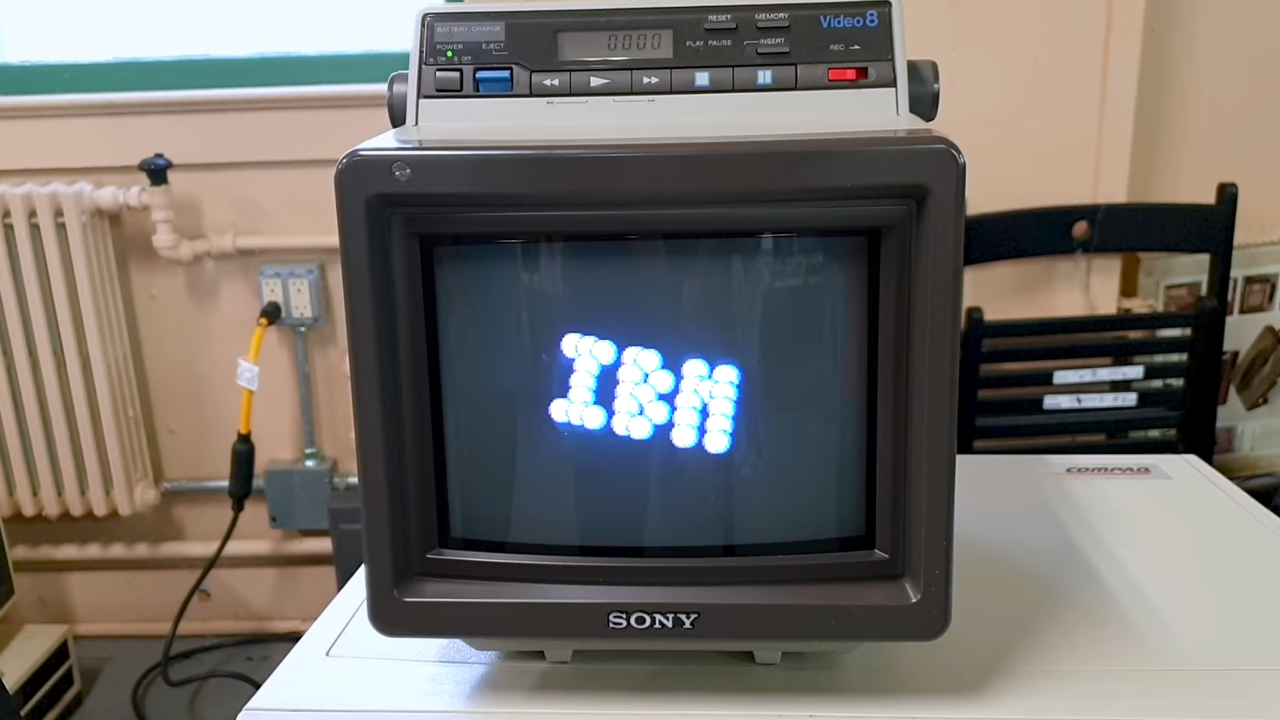 BATTERY CHARGE
POWER
ON OFF
EJECT
0000
RESET
MEMORY
Video 8
PLAY PAUSE
INSERT
REC
IBM
SONY
COMPAQ